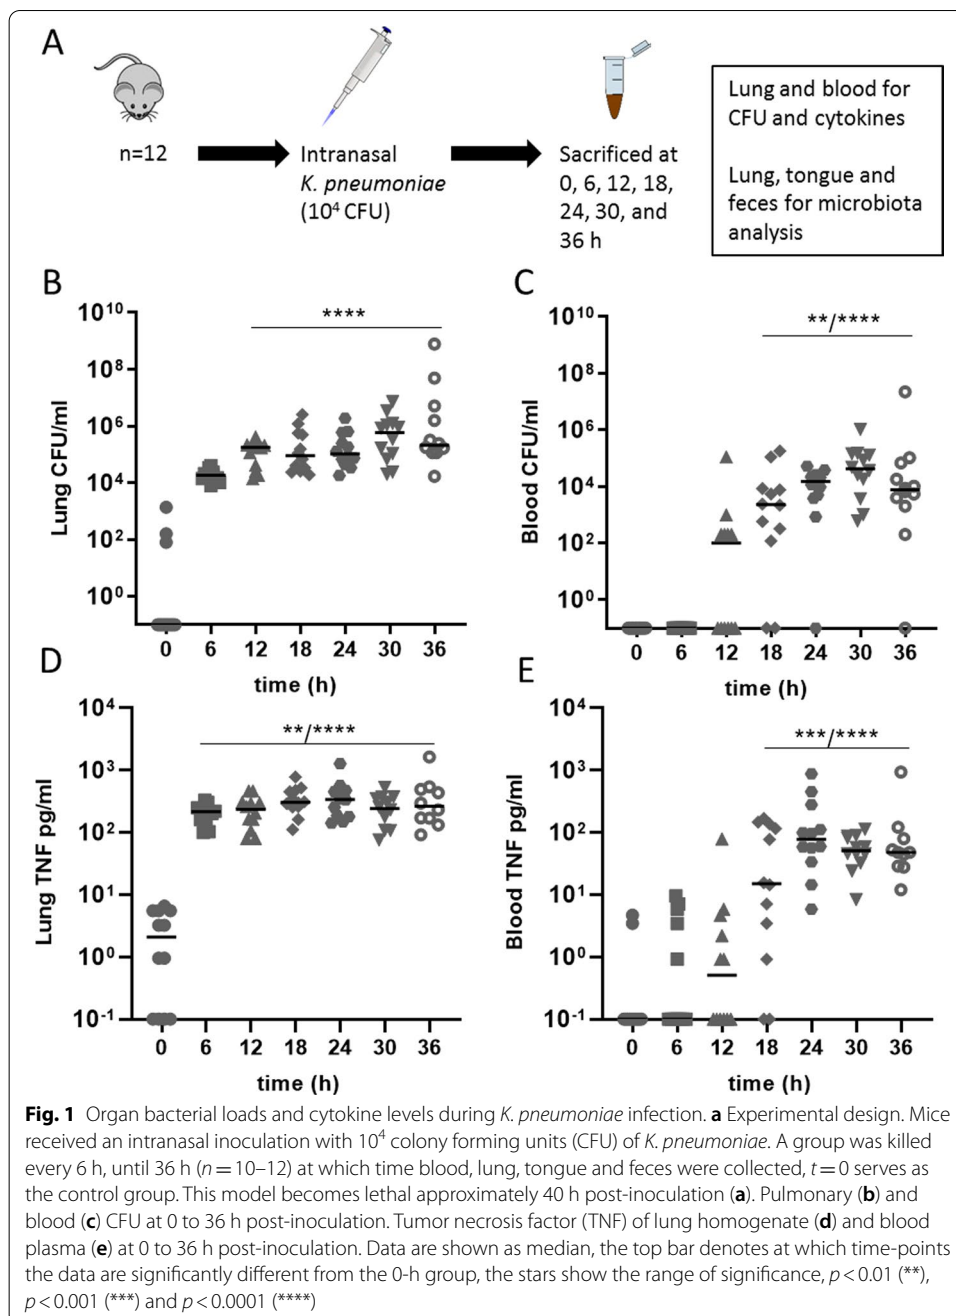 A
n=12
Intranasal
K. pneumoniae
(10⁴ CFU)
Sacrificed at
0, 6, 12, 18,
24, 30, and
36 h
Lung and blood for
CFU and cytokines
Lung, tongue and
feces for microbiota
analysis
B
****
Lung CFU/ml
10¹⁰
10⁸
10⁶
10⁴
10²
10⁰
0 6 12 18 24 30 36
time (h)
C
**/****
Blood CFU/ml
10¹⁰
10⁸
10⁶
10⁴
10²
10⁰
0 6 12 18 24 30 36
time (h)
D
**/****
Lung TNF pg/ml
10⁴
10³
10²
10¹
10⁰
10⁻¹
0 6 12 18 24 30 36
time (h)
E
***/****
Blood TNF pg/ml
10⁴
10³
10²
10¹
10⁰
10⁻¹
0 6 12 18 24 30 36
time (h)
Fig. 1 Organ bacterial loads and cytokine levels during K. pneumoniae infection. a Experimental design. Mice
received an intranasal inoculation with 10⁴ colony forming units (CFU) of K. pneumoniae. A group was killed
every 6 h, until 36 h (n = 10–12) at which time blood, lung, tongue and feces were collected, t = 0 serves as
the control group. This model becomes lethal approximately 40 h post-inoculation (a). Pulmonary (b) and
blood (c) CFU at 0 to 36 h post-inoculation. Tumor necrosis factor (TNF) of lung homogenate (d) and blood
plasma (e) at 0 to 36 h post-inoculation. Data are shown as median, the top bar denotes at which time-points
the data are significantly different from the 0-h group, the stars show the range of significance, p < 0.01 (**),
p < 0.001 (***) and p < 0.0001 (****)